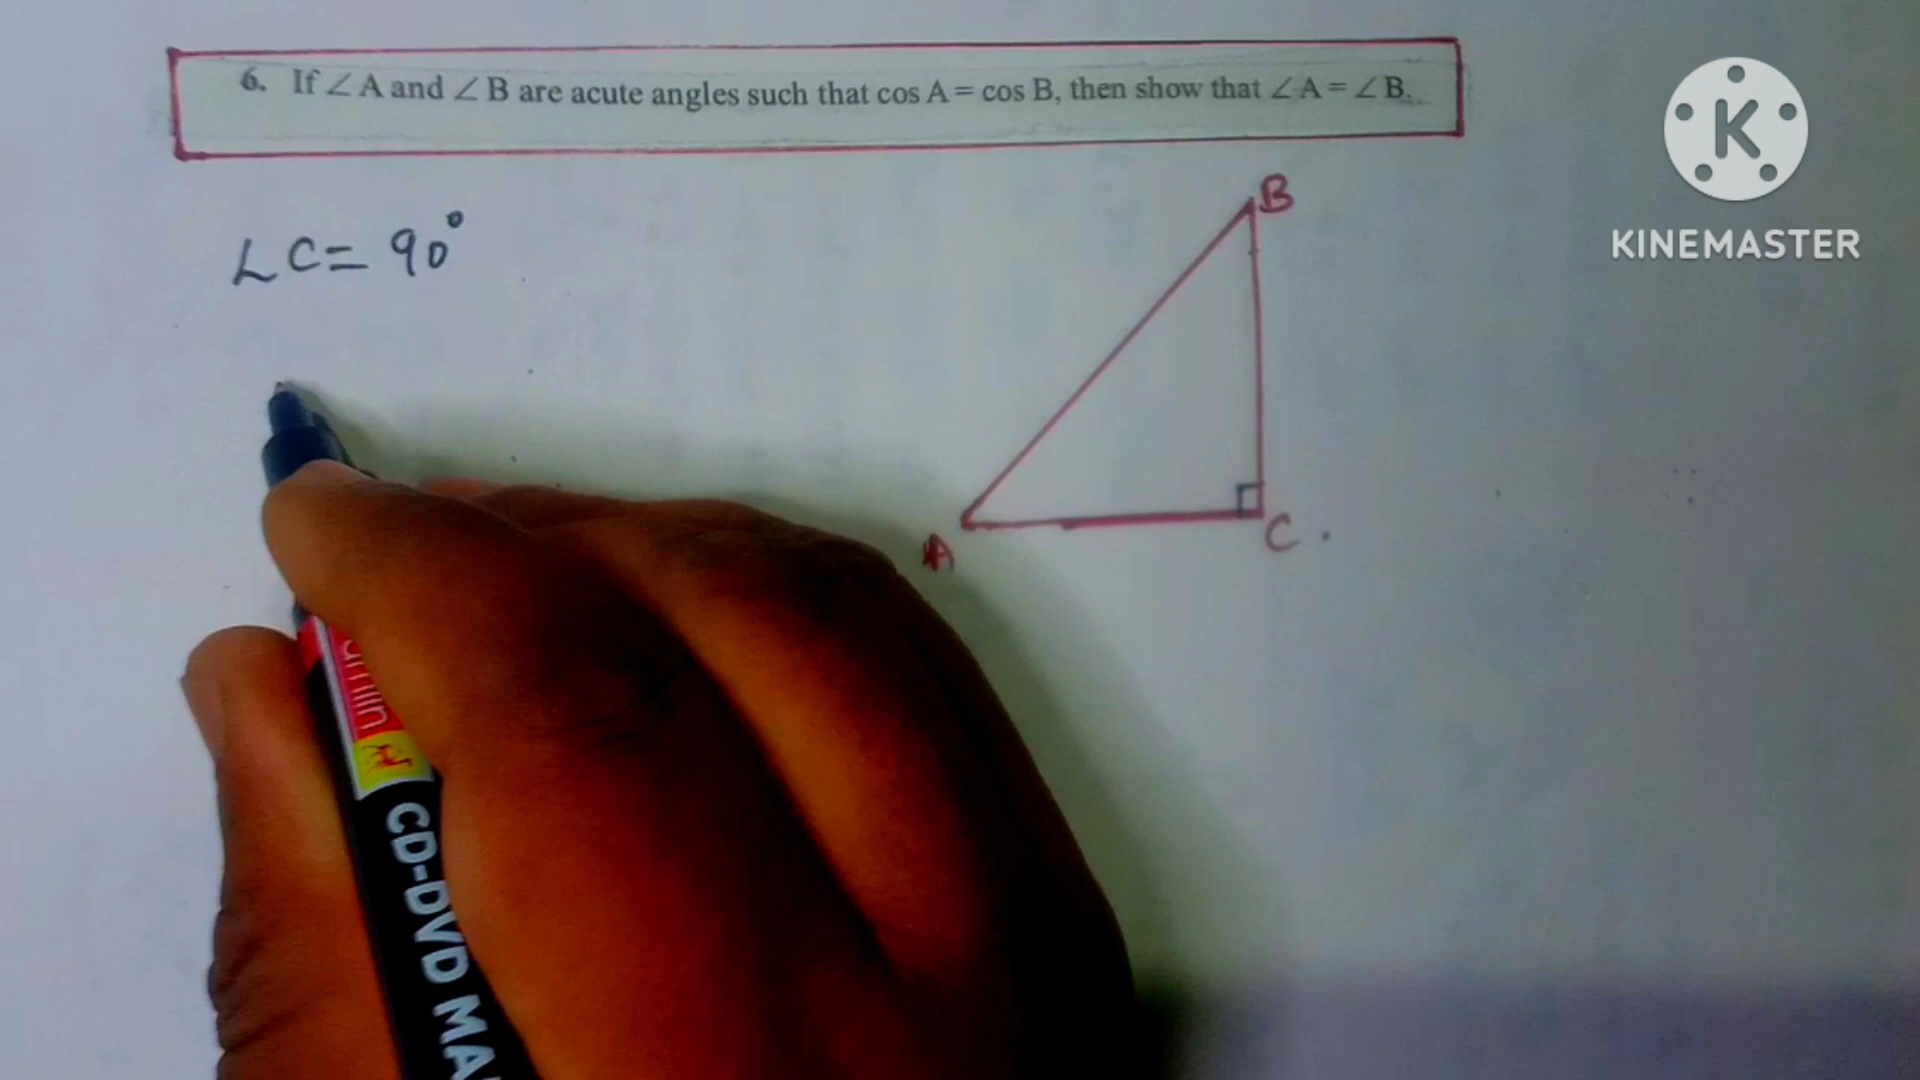 6. If ∠A and ∠B are acute angles such that cos A = cos B, then show that ∠A = ∠B.
K
KINEMASTER
∠C = 90°
B
A
C.
CD-DVD MA